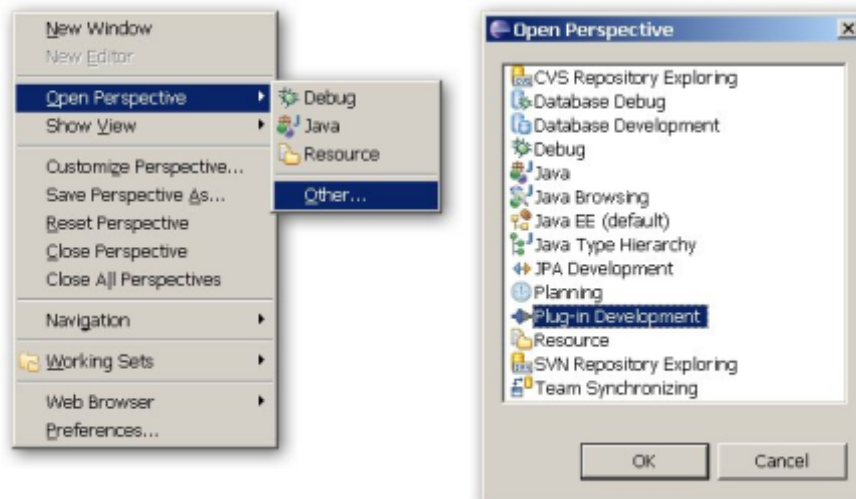 New Window
New Editor
Open Perspective
Show View
Customize Perspective...
Save Perspective As...
Reset Perspective
Close Perspective
Close All Perspectives
Navigation
Working Sets
Web Browser
Preferences...
Debug
Java
Resource
Other...
Open Perspective
CVS Repository Exploring
Database Debug
Database Development
Debug
Java
Java Browsing
Java EE (default)
Java Type Hierarchy
JPA Development
Planning
Plug-in Development
Resource
SVN Repository Exploring
Team Synchronizing
OK
Cancel